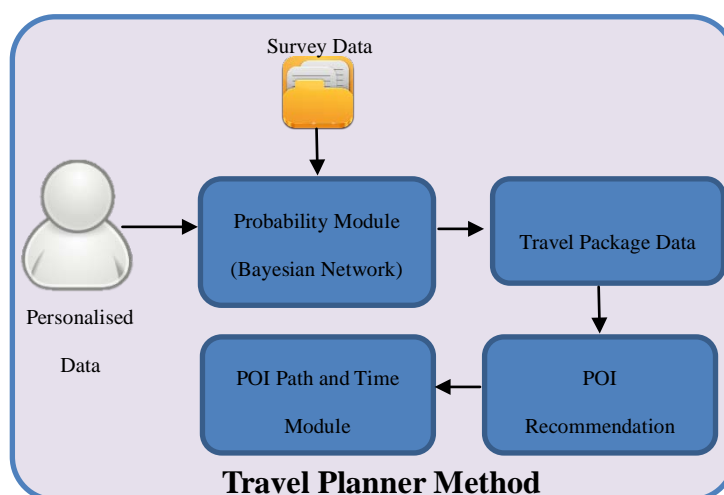 Survey Data
Probability Module
(Bayesian Network)
Travel Package Data
Personalised
Data
POI Path and Time
Module
POI
Recommendation
Travel Planner Method